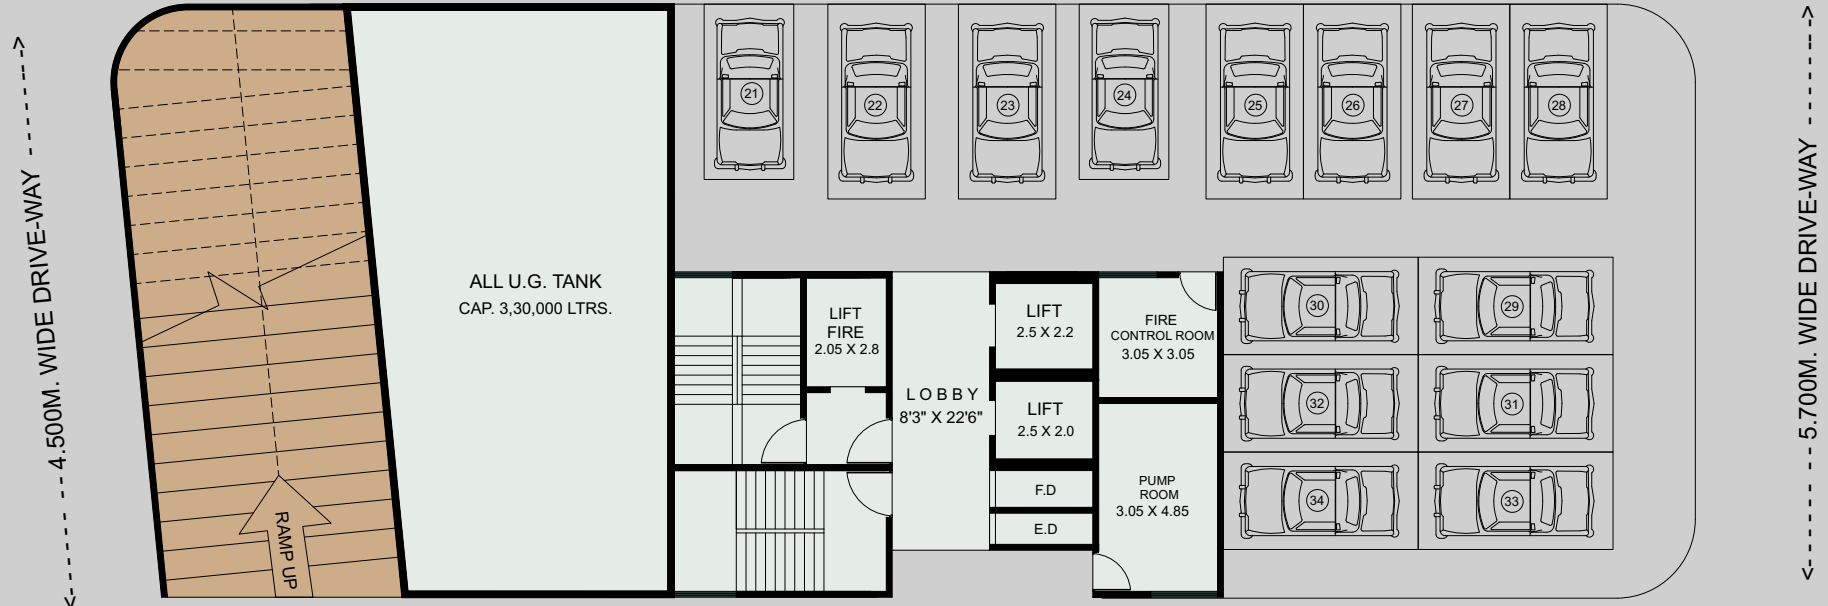 4.500M. WIDE DRIVE-WAY
RAMP UP
ALL U.G. TANK
CAP. 3,30,000 LTRS.
21
22
23
24
25
26
27
28
LIFT
FIRE
2.05 X 2.8
LOBBY
8'3" X 22'6"
LIFT
2.5 X 2.2
LIFT
2.5 X 2.0
F.D
E.D
FIRE
CONTROL ROOM
3.05 X 3.05
PUMP
ROOM
3.05 X 4.85
30
29
32
31
34
33
5.700M. WIDE DRIVE-WAY